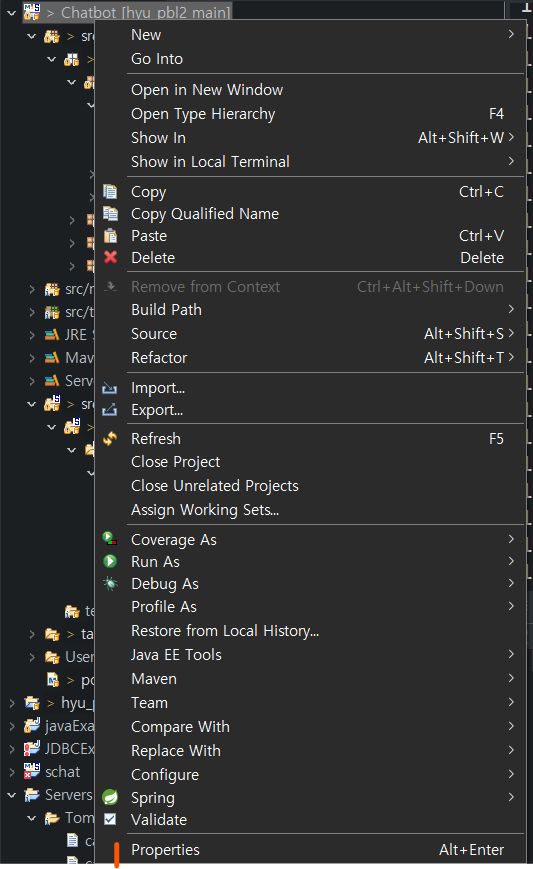 > Chatbot [hyu_pbl2 main]
> src
New
Go Into
Open in New Window
Open Type Hierarchy F4
Show In Alt+Shift+W
Show in Local Terminal
Copy Ctrl+C
Copy Qualified Name
Paste Ctrl+V
Delete Delete
Remove from Context Ctrl+Alt+Shift+Down
src/
Build Path
src/t
Source Alt+Shift+S
JRE S
Refactor Alt+Shift+T
Mav
Import...
Serv
Export...
> src
Refresh F5
Close Project
Close Unrelated Projects
Assign Working Sets...
Coverage As
Run As
Debug As
Profile As
te
Restore from Local History...
> ta
Java EE Tools
User
Maven
> po
Team
> hyu_p
Compare With
javaExa
Replace With
JDBCEx
Configure
schat
Spring
Servers
Validate
Tom
Properties Alt+Enter